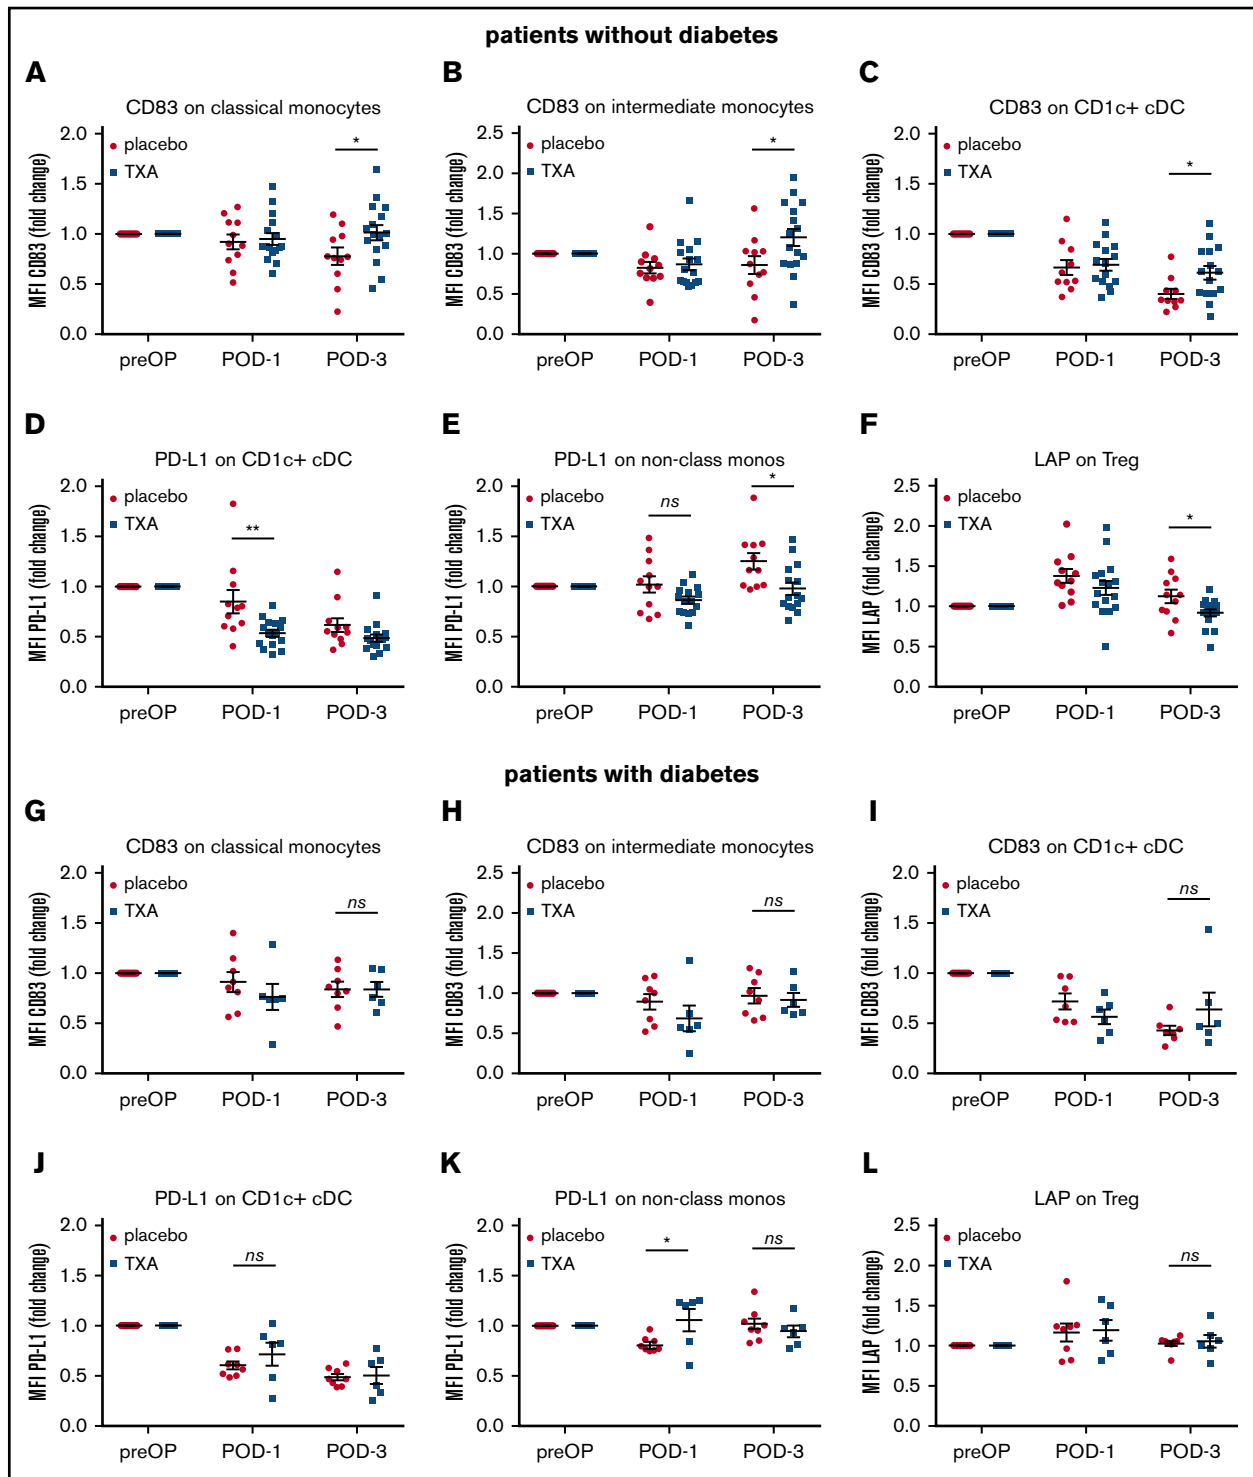 patients without diabetes
A
CD83 on classical monocytes
MFI CD83 (fold change)
2.0
1.5
1.0
0.5
0.0
placebo
TXA
*
preOP POD-1 POD-3
B
CD83 on intermediate monocytes
MFI CD83 (fold change)
2.5
2.0
1.5
1.0
0.5
0.0
placebo
TXA
*
preOP POD-1 POD-3
C
CD83 on CD1c+ cDC
MFI CD83 (fold change)
2.0
1.5
1.0
0.5
0.0
placebo
TXA
*
preOP POD-1 POD-3
D
PD-L1 on CD1c+ cDC
MFI PD-L1 (fold change)
2.0
1.5
1.0
0.5
0.0
placebo
TXA
**
preOP POD-1 POD-3
E
PD-L1 on non-class monos
MFI PD-L1 (fold change)
2.0
1.5
1.0
0.5
0.0
placebo
TXA
ns
*
preOP POD-1 POD-3
F
LAP on Treg
MFI LAP (fold change)
2.5
2.0
1.5
1.0
0.5
0.0
placebo
TXA
*
preOP POD-1 POD-3
patients with diabetes
G
CD83 on classical monocytes
MFI CD83 (fold change)
2.0
1.5
1.0
0.5
0.0
placebo
TXA
ns
preOP POD-1 POD-3
H
CD83 on intermediate monocytes
MFI CD83 (fold change)
2.5
2.0
1.5
1.0
0.5
0.0
placebo
TXA
ns
preOP POD-1 POD-3
I
CD83 on CD1c+ cDC
MFI CD83 (fold change)
2.0
1.5
1.0
0.5
0.0
placebo
TXA
ns
preOP POD-1 POD-3
J
PD-L1 on CD1c+ cDC
MFI PD-L1 (fold change)
2.0
1.5
1.0
0.5
0.0
placebo
TXA
ns
preOP POD-1 POD-3
K
PD-L1 on non-class monos
MFI PD-L1 (fold change)
2.0
1.5
1.0
0.5
0.0
placebo
TXA
*
ns
preOP POD-1 POD-3
L
LAP on Treg
MFI LAP (fold change)
2.5
2.0
1.5
1.0
0.5
0.0
placebo
TXA
ns
preOP POD-1 POD-3